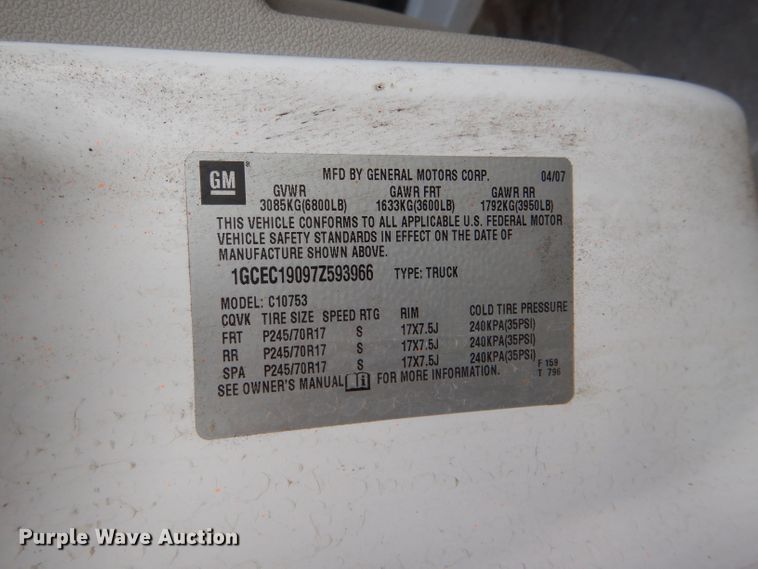 GM
MFD BY GENERAL MOTORS CORP. 04/07
GVWR GAWR FRT GAWR RR
3085KG(6800LB) 1633KG(3600LB) 1792KG(3950LB)
THIS VEHICLE CONFORMS TO ALL APPLICABLE U.S. FEDERAL MOTOR
VEHICLE SAFETY STANDARDS IN EFFECT ON THE DATE OF
MANUFACTURE SHOWN ABOVE.
1GCEC19097Z593966 TYPE: TRUCK
MODEL: C10753
CQVK TIRE SIZE SPEED RTG RIM COLD TIRE PRESSURE
FRT P245/70R17 S 17X7.5J 240KPA(35PSI)
RR P245/70R17 S 17X7.5J 240KPA(35PSI)
SPA P245/70R17 S 17X7.5J 240KPA(35PSI)
SEE OWNER'S MANUAL FOR MORE INFORMATION.
F 159
T 796
Purple Wave Auction